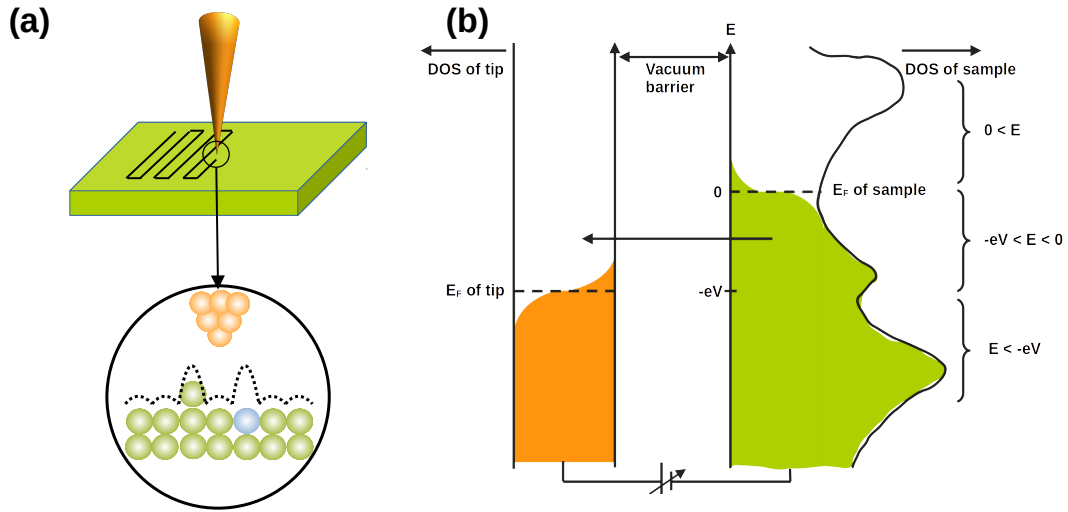 (a)
(b)
E
DOS of tip
Vacuum
barrier
DOS of sample
0 < E
0
EF of sample
-eV < E < 0
EF of tip
-eV
E < -eV